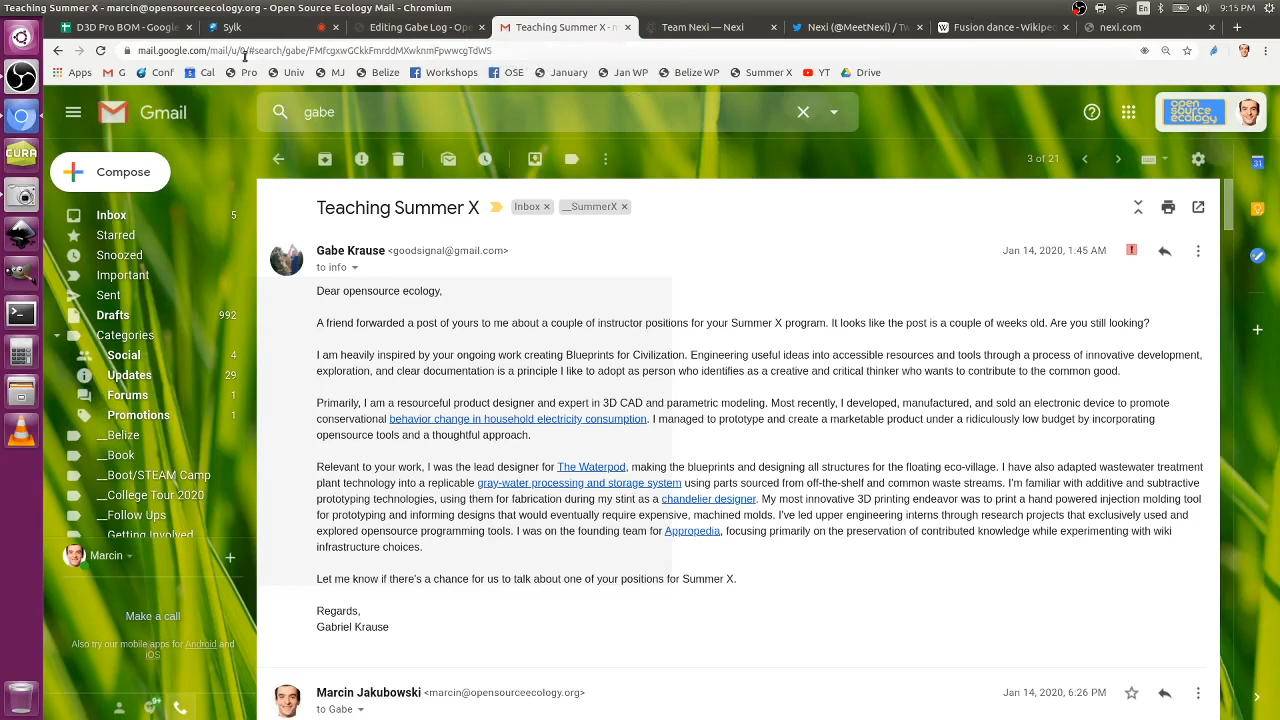 Teaching Summer X - marcin@opensourceecology.org - Open Source Ecology Mail - Chromium
En
9:15 PM
D3D Pro BOM - Google
Sylk
Editing Gabe Log - Open
Teaching Summer X - m
Team Nexi — Nexi
Nexi (@MeetNexi) / Tw
Fusion dance - Wikipe
nexi.com
mail.google.com/mail/u/0/#search/gabe/FMfcgxwGCkkFmrddMXwknmFpwwcgTdWS
Apps
G
Conf
Cal
Pro
Univ
MJ
Belize
Workshops
OSE
January
Jan WP
Belize WP
Summer X
YT
Drive
Gmail
gabe
open source ecology
Compose
3 of 21
Inbox 5
Starred
Snoozed
Important
Sent
Drafts 992
Categories
Social 4
Updates 29
Forums 1
Promotions 1
__Belize
__Book
__Boot/STEAM Camp
__College Tour 2020
__Follow Ups
Getting Involved
Marcin
Make a call
Also try our mobile apps for Android and
iOS
9+
CURA
31
Teaching Summer X
Inbox ×
__SummerX ×
Gabe Krause <goodsignal@gmail.com>
Jan 14, 2020, 1:45 AM
to info
Dear opensource ecology,
A friend forwarded a post of yours to me about a couple of instructor positions for your Summer X program. It looks like the post is a couple of weeks old. Are you still looking?
I am heavily inspired by your ongoing work creating Blueprints for Civilization. Engineering useful ideas into accessible resources and tools through a process of innovative development,
exploration, and clear documentation is a principle I like to adopt as person who identifies as a creative and critical thinker who wants to contribute to the common good.
Primarily, I am a resourceful product designer and expert in 3D CAD and parametric modeling. Most recently, I developed, manufactured, and sold an electronic device to promote
conservational behavior change in household electricity consumption. I managed to prototype and create a marketable product under a ridiculously low budget by incorporating
opensource tools and a thoughtful approach.
Relevant to your work, I was the lead designer for The Waterpod, making the blueprints and designing all structures for the floating eco-village. I have also adapted wastewater treatment
plant technology into a replicable gray-water processing and storage system using parts sourced from off-the-shelf and common waste streams. I'm familiar with additive and subtractive
prototyping technologies, using them for fabrication during my stint as a chandelier designer. My most innovative 3D printing endeavor was to print a hand powered injection molding tool
for prototyping and informing designs that would eventually require expensive, machined molds. I've led upper engineering interns through research projects that exclusively used and
explored opensource programming tools. I was on the founding team for Appropedia, focusing primarily on the preservation of contributed knowledge while experimenting with wiki
infrastructure choices.
Let me know if there's a chance for us to talk about one of your positions for Summer X.
Regards,
Gabriel Krause
Marcin Jakubowski <marcin@opensourceecology.org>
Jan 14, 2020, 6:26 PM
to Gabe